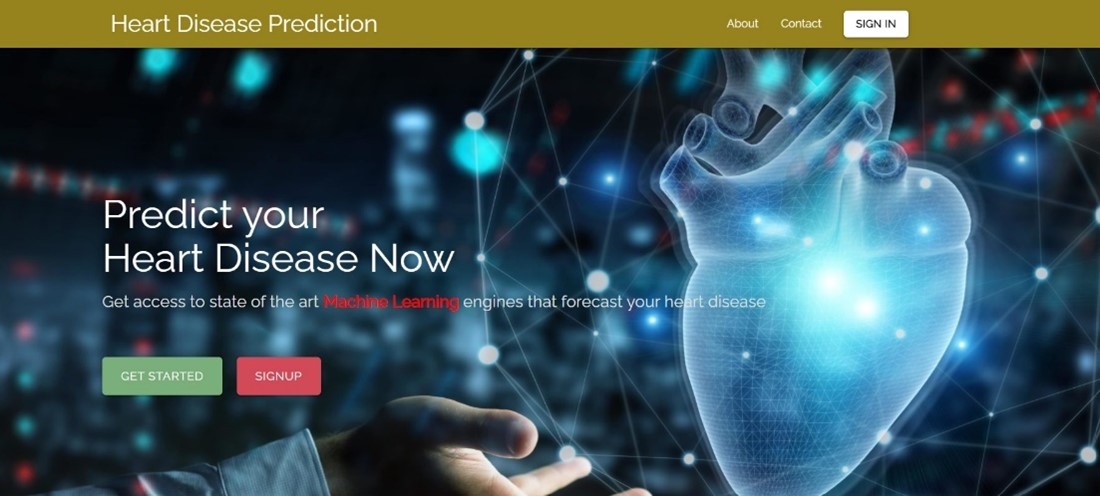 Heart Disease Prediction
About
Contact
SIGN IN
Predict your
Heart Disease Now
Get access to state of the art Machine Learning engines that forecast your heart disease
GET STARTED
SIGNUP